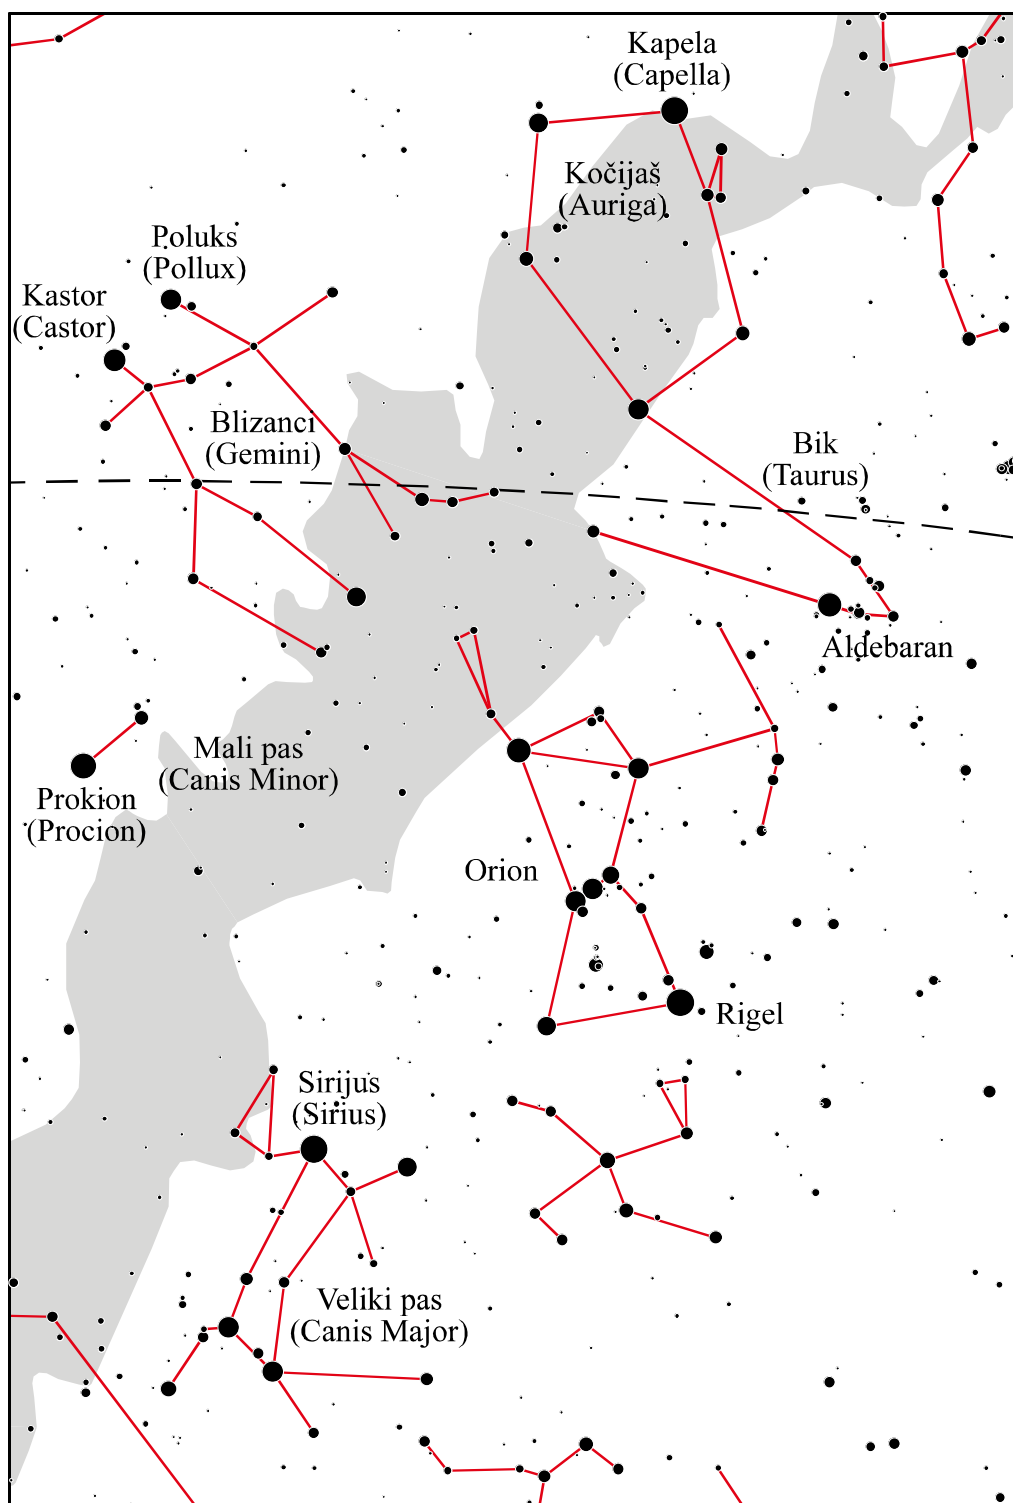 Kapela
(Capella)
Kočijaš
(Auriga)
Poluks
(Pollux)
Kastor
(Castor)
Blizanci
(Gemini)
Bik
(Taurus)
Aldebaran
Mali pas
(Canis Minor)
Prokion
(Procion)
Orion
Rigel
Sirijus
(Sirius)
Veliki pas
(Canis Major)